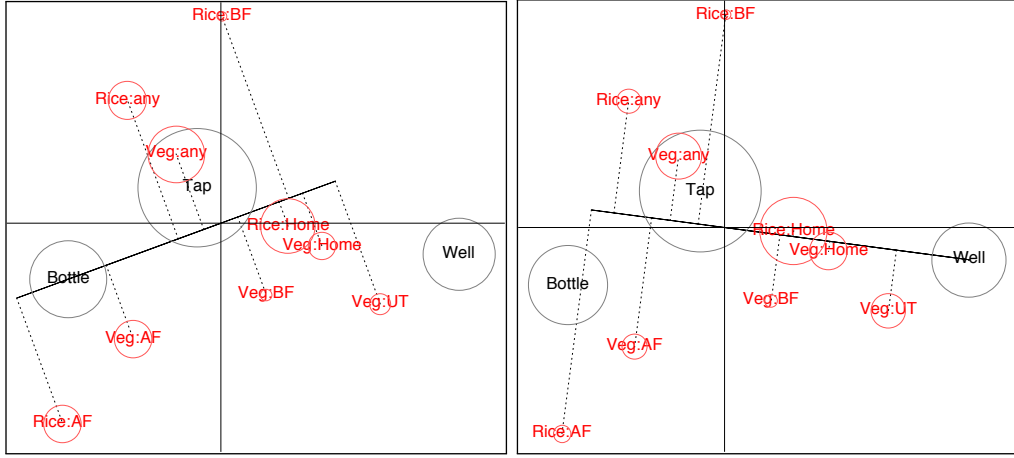 Rice:BF
Rice:any
Veg:any
Tap
Rice:Home
Veg:Home
Well
Bottle
Veg:BF
Veg:UT
Veg:AF
Rice:AF
Rice:BF
Rice:any
Veg:any
Tap
Rice:Home
Veg:Home
Well
Bottle
Veg:BF
Veg:UT
Veg:AF
Rice:AF